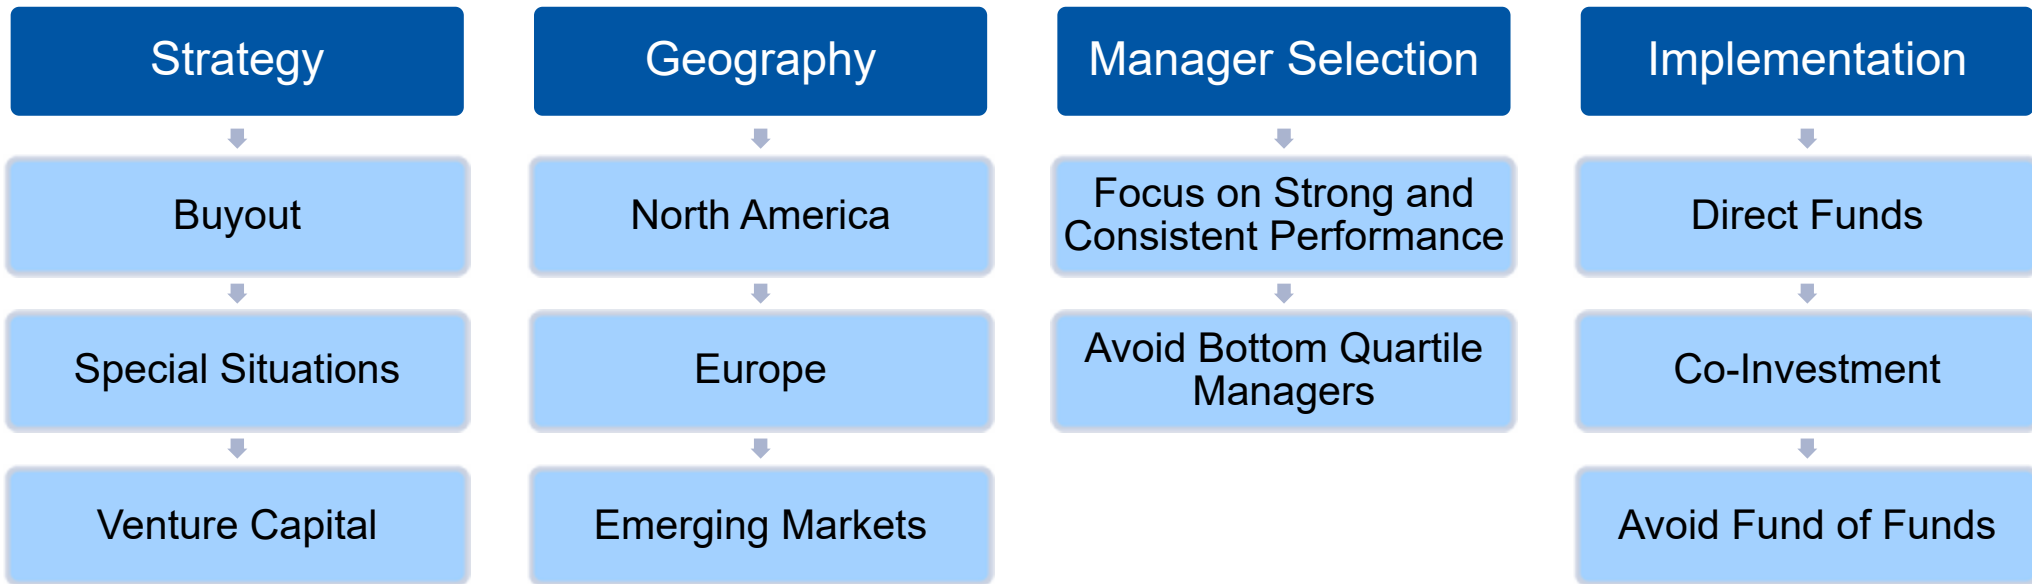 Strategy
Buyout
Special Situations
Venture Capital
Geography
North America
Europe
Emerging Markets
Manager Selection
Focus on Strong and
Consistent Performance
Avoid Bottom Quartile
Managers
Implementation
Direct Funds
Co-Investment
Avoid Fund of Funds